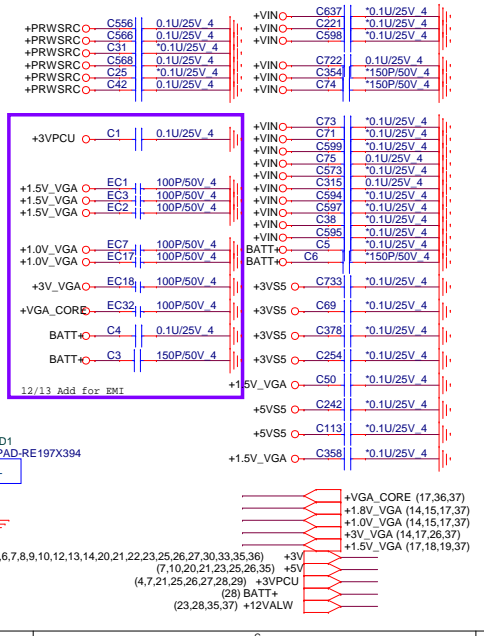 +PRWSRC C556 0.1U/25V_4
+PRWSRC C566 0.1U/25V_4
+PRWSRC C31 *0.1U/25V_4
+PRWSRC C568 0.1U/25V_4
+PRWSRC C25 *0.1U/25V_4
+PRWSRC C42 0.1U/25V_4
+3VPCU C1 0.1U/25V_4
+1.5V_VGA EC1 100P/50V_4
+1.5V_VGA EC3 100P/50V_4
+1.5V_VGA EC2 100P/50V_4
+1.0V_VGA EC7 100P/50V_4
+1.0V_VGA EC17 100P/50V_4
+3V_VGA EC18 100P/50V_4
+VGA_CORE EC32 100P/50V_4
BATT+ C4 0.1U/25V_4
BATT+ C3 150P/50V_4
12/13 Add for EMI
+VIN C637 *0.1U/25V_4
+VIN C221 *0.1U/25V_4
+VIN C598 *0.1U/25V_4
+VIN C722 0.1U/25V_4
+VIN C354 *150P/50V_4
+VIN C74 *150P/50V_4
+VIN C73 *0.1U/25V_4
+VIN C71 *0.1U/25V_4
+VIN C599 *0.1U/25V_4
+VIN C75 0.1U/25V_4
+VIN C573 *0.1U/25V_4
+VIN C315 0.1U/25V_4
+VIN C594 *0.1U/25V_4
+VIN C597 *0.1U/25V_4
+VIN C38 *0.1U/25V_4
+VIN C595 *0.1U/25V_4
BATT+ C5 *0.1U/25V_4
BATT+ C6 *150P/50V_4
+3VS5 C733 *0.1U/25V_4
+3VS5 C69 *0.1U/25V_4
+3VS5 C378 *0.1U/25V_4
+3VS5 C254 *0.1U/25V_4
+1.5V_VGA C50 *0.1U/25V_4
+5VS5 C242 *0.1U/25V_4
+5VS5 C113 *0.1U/25V_4
+1.5V_VGA C358 *0.1U/25V_4
D1
PAD-RE197X394
+VGA_CORE (17,36,37)
+1.8V_VGA (14,15,17,37)
+1.0V_VGA (14,15,17,37)
+3V_VGA (14,17,26,37)
+1.5V_VGA (17,18,19,37)
6,7,8,9,10,12,13,14,20,21,22,23,25,26,27,30,33,35,36) +3V
(7,10,20,21,23,25,26,35) +5V
(4,7,21,25,26,27,28,29) +3VPCU
(28) BATT+
(23,28,35,37) +12VALW